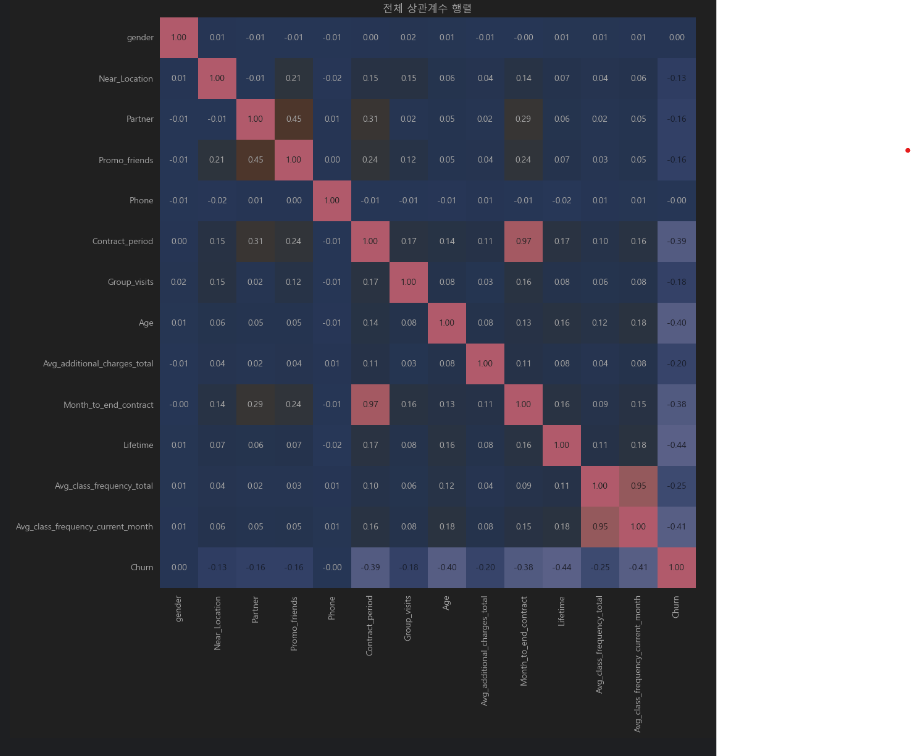 전체 상관계수 행렬
gender 1.00 0.01 -0.01 -0.01 -0.01 0.00 0.02 0.01 -0.01 -0.00 0.01 0.01 0.01 0.00
Near_Location 0.01 1.00 -0.01 0.21 -0.02 0.15 0.15 0.06 0.04 0.14 0.07 0.04 0.06 -0.13
Partner -0.01 -0.01 1.00 0.45 0.01 0.31 0.02 0.05 0.02 0.29 0.06 0.02 0.05 -0.16
Promo_friends -0.01 0.21 0.45 1.00 0.00 0.24 0.12 0.05 0.04 0.24 0.07 0.03 0.05 -0.16
Phone -0.01 -0.02 0.01 0.00 1.00 -0.01 -0.01 -0.01 0.01 -0.01 -0.02 0.01 0.01 -0.00
Contract_period 0.00 0.15 0.31 0.24 -0.01 1.00 0.17 0.14 0.11 0.97 0.17 0.10 0.16 -0.39
Group_visits 0.02 0.15 0.02 0.12 -0.01 0.17 1.00 0.08 0.03 0.16 0.08 0.06 0.08 -0.18
Age 0.01 0.06 0.05 0.05 -0.01 0.14 0.08 1.00 0.08 0.13 0.16 0.12 0.18 -0.40
Avg_additional_charges_total -0.01 0.04 0.02 0.04 0.01 0.11 0.03 0.08 1.00 0.11 0.08 0.04 0.08 -0.20
Month_to_end_contract -0.00 0.14 0.29 0.24 -0.01 0.97 0.16 0.13 0.11 1.00 0.16 0.09 0.15 -0.38
Lifetime 0.01 0.07 0.06 0.07 -0.02 0.17 0.08 0.16 0.08 0.16 1.00 0.11 0.18 -0.44
Avg_class_frequency_total 0.01 0.04 0.02 0.03 0.01 0.10 0.06 0.12 0.04 0.09 0.11 1.00 0.95 -0.25
Avg_class_frequency_current_month 0.01 0.06 0.05 0.05 0.01 0.16 0.08 0.18 0.08 0.15 0.18 0.95 1.00 -0.41
Churn 0.00 -0.13 -0.16 -0.16 -0.00 -0.39 -0.18 -0.40 -0.20 -0.38 -0.44 -0.25 -0.41 1.00
gender
Near_Location
Partner
Promo_friends
Phone
Contract_period
Group_visits
Age
Avg_additional_charges_total
Month_to_end_contract
Lifetime
Avg_class_frequency_total
Avg_class_frequency_current_month
Churn